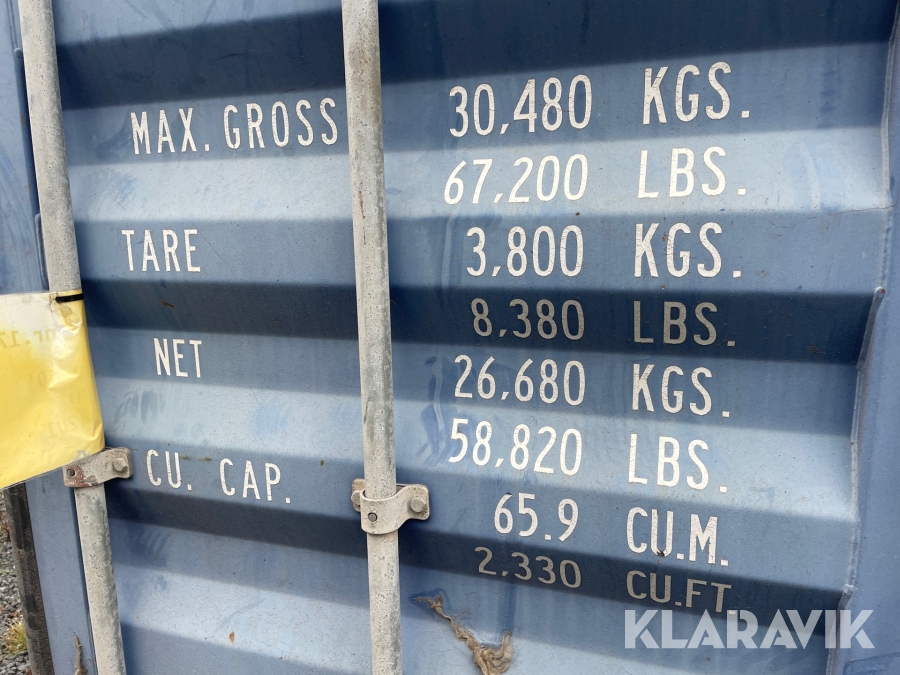 MAX. GROSS 30,480 KGS.
67,200 LBS.
TARE 3,800 KGS.
8,380 LBS.
NET 26,680 KGS.
58,820 LBS.
CU. CAP. 65.9 CU.M.
2,330 CU.FT
KLARAVIK